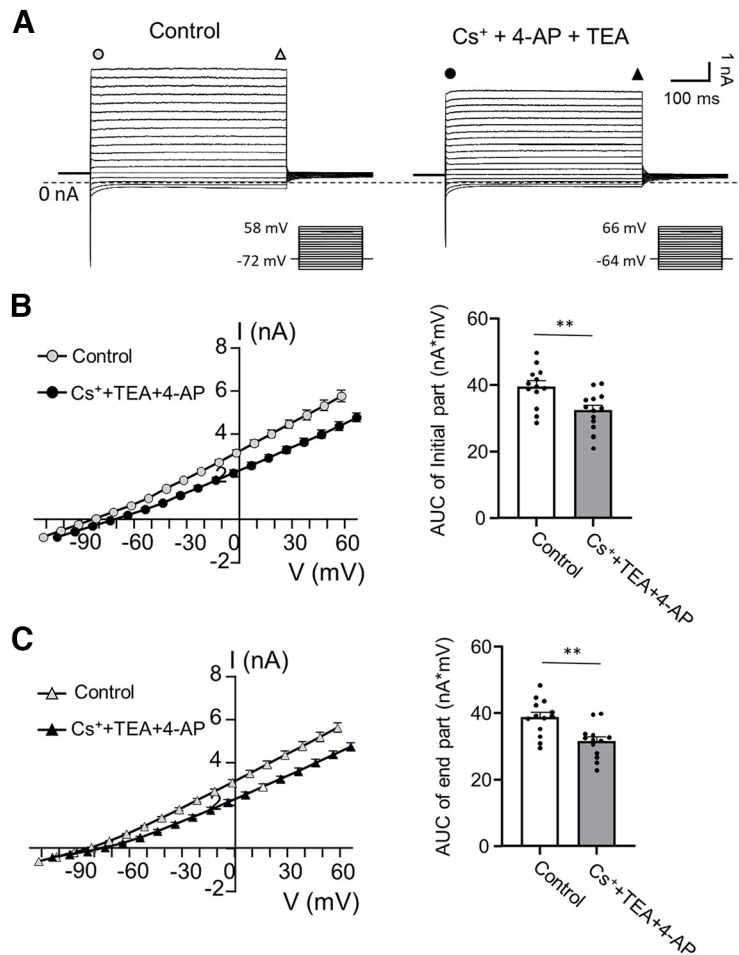 A
Control
Cs⁺ + 4-AP + TEA
1 nA
100 ms
0 nA
58 mV
-72 mV
66 mV
-64 mV
B
I (nA)
Control
Cs⁺+TEA+4-AP
8
6
4
2
-2
-90 -60 -30 0 30 60
V (mV)
AUC of Initial part (nA*mV)
60
40
20
0
**
Control
Cs⁺+TEA+4-AP
C
I (nA)
Control
Cs⁺+TEA+4-AP
8
6
4
2
-2
-90 -60 -30 0 30 60
V (mV)
AUC of end part (nA*mV)
60
40
20
0
**
Control
Cs⁺+TEA+4-AP